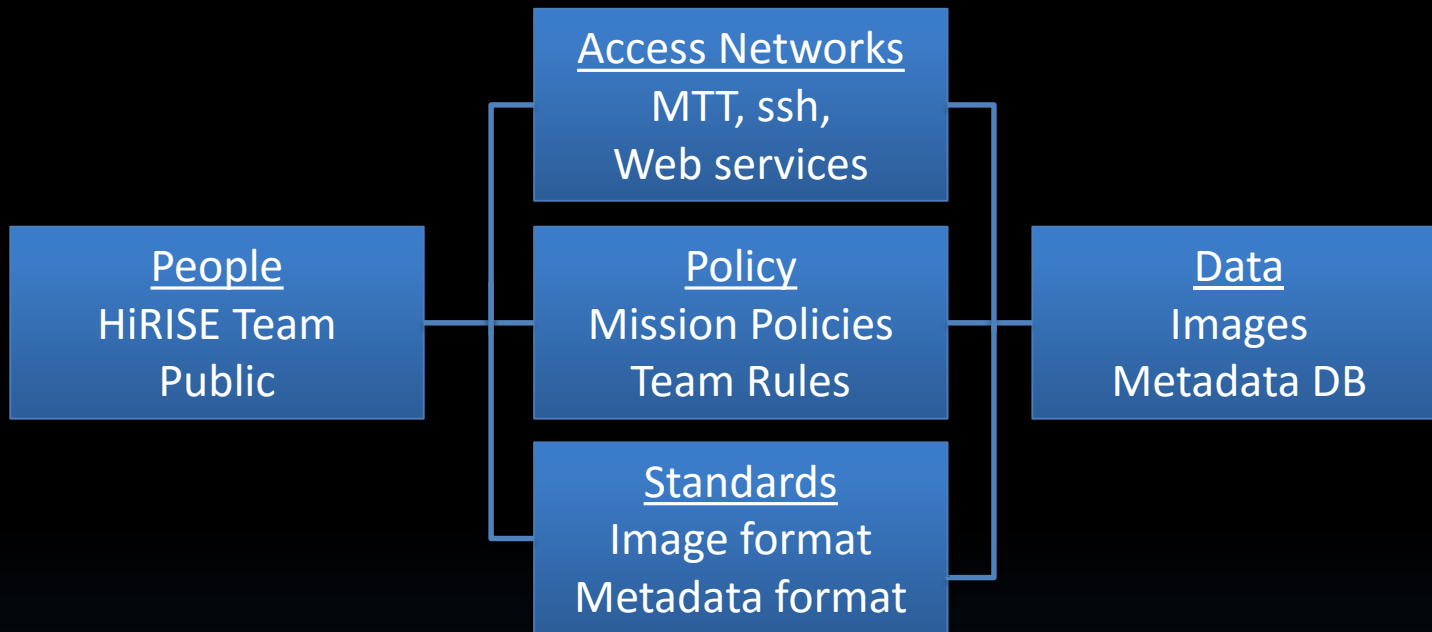 People
HiRISE Team
Public
Access Networks
MTT, ssh,
Web services
Policy
Mission Policies
Team Rules
Standards
Image format
Metadata format
Data
Images
Metadata DB